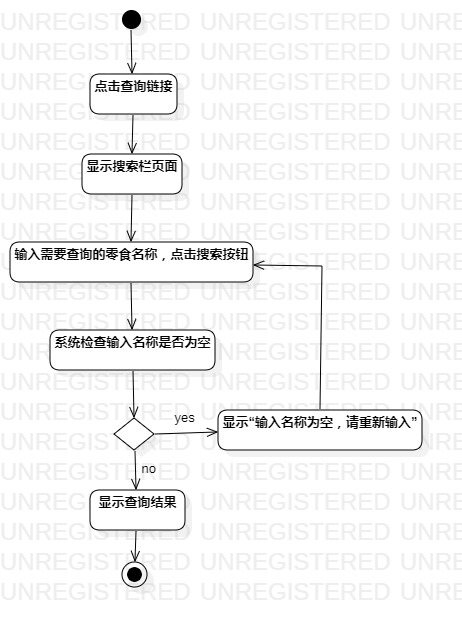 点击查询链接
显示搜索栏页面
输入需要查询的零食名称，点击搜索按钮
系统检查输入名称是否为空
yes
显示“输入名称为空，请重新输入”
no
显示查询结果
UNREGISTERED UNREGISTERED UNREGISTERED